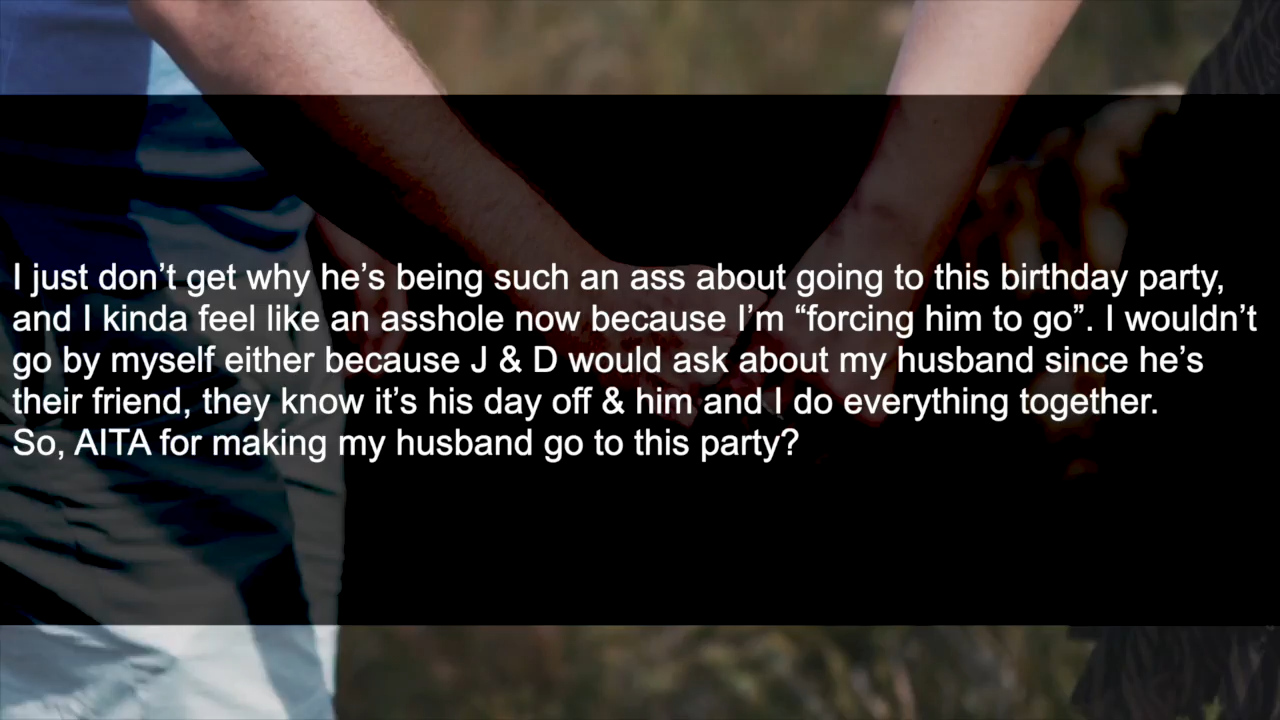 I just don’t get why he’s being such an ass about going to this birthday party,
and I kinda feel like an asshole now because I’m “forcing him to go”. I wouldn’t
go by myself either because J & D would ask about my husband since he’s
their friend, they know it’s his day off & him and I do everything together.
So, AITA for making my husband go to this party?